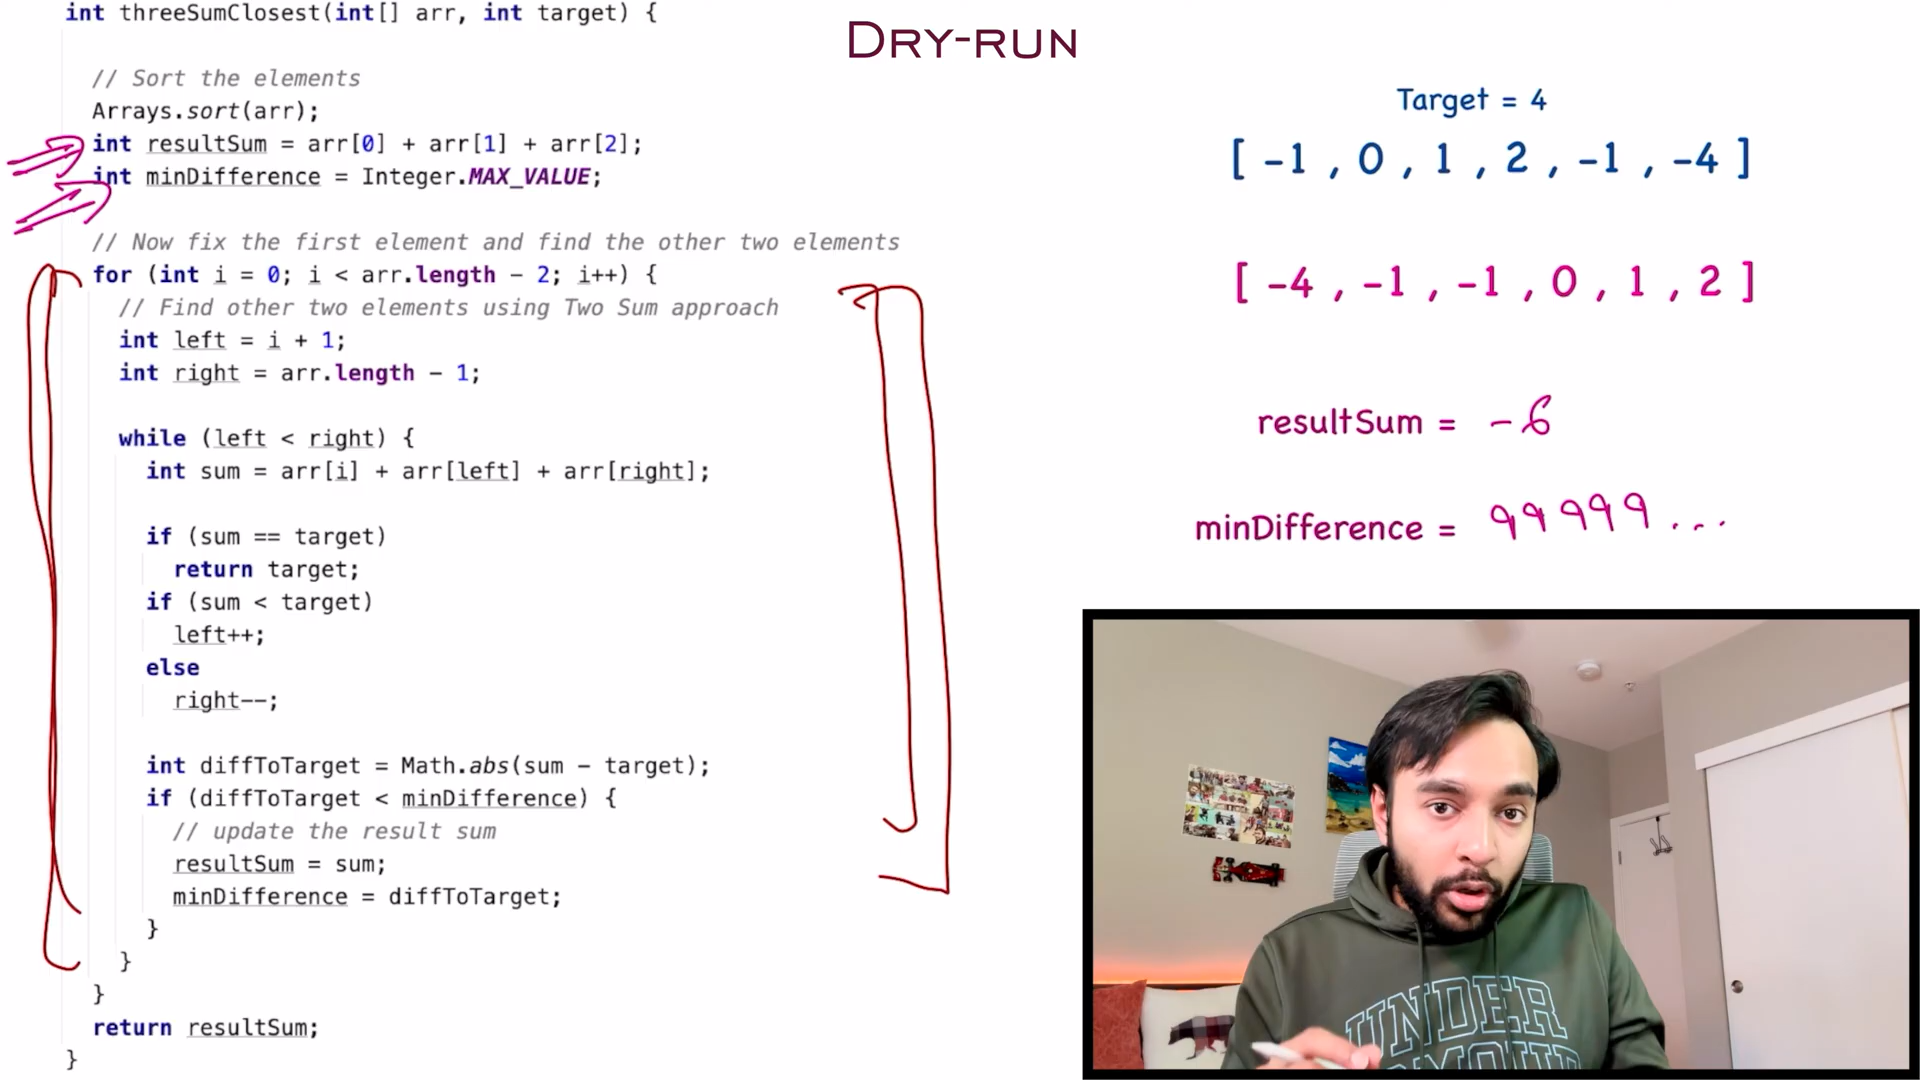 int threeSumClosest(int[] arr, int target) {
DRY-RUN
// Sort the elements
Arrays.sort(arr);
int resultSum = arr[0] + arr[1] + arr[2];
int minDifference = Integer.MAX_VALUE;
// Now fix the first element and find the other two elements
for (int i = 0; i < arr.length - 2; i++) {
// Find other two elements using Two Sum approach
int left = i + 1;
int right = arr.length - 1;
while (left < right) {
int sum = arr[i] + arr[left] + arr[right];
if (sum == target)
return target;
if (sum < target)
left++;
else
right--;
int diffToTarget = Math.abs(sum - target);
if (diffToTarget < minDifference) {
// update the result sum
resultSum = sum;
minDifference = diffToTarget;
}
}
}
return resultSum;
}
Target = 4
[ -1 , 0 , 1 , 2 , -1 , -4 ]
[ -4 , -1 , -1 , 0 , 1 , 2 ]
resultSum = -6
minDifference = 99999...
UNDER